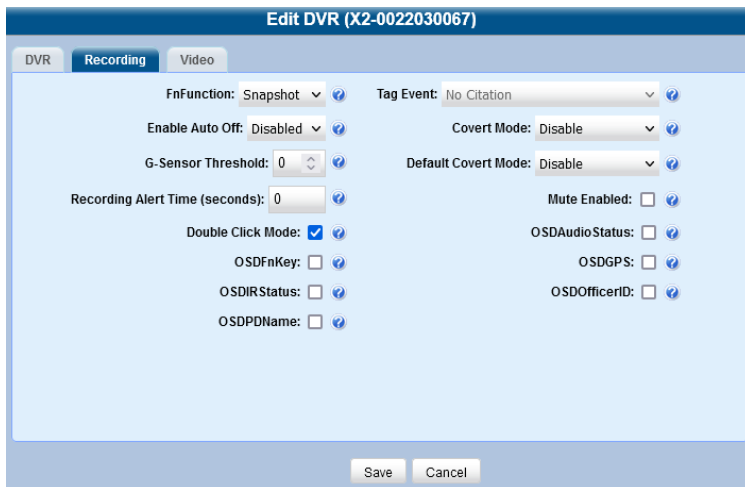 Edit DVR (X2-0022030067)
DVR Recording Video
FnFunction: Snapshot Tag Event: No Citation
Enable Auto Off: Disabled Covert Mode: Disable
G-Sensor Threshold: 0 Default Covert Mode: Disable
Recording Alert Time (seconds): 0 Mute Enabled:
Double Click Mode: OSDAudioStatus:
OSDFnKey: OSDGPS:
OSDIRStatus: OSDOfficerID:
OSDPDName:
Save Cancel